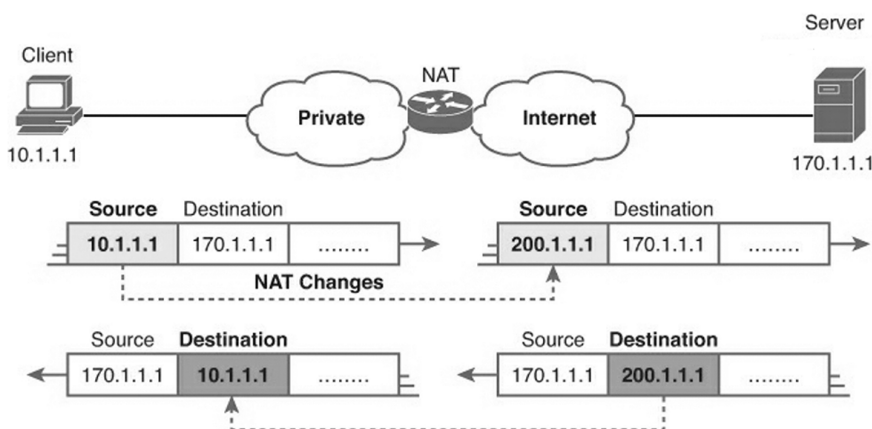 Server
Client
NAT
Private
Internet
10.1.1.1
170.1.1.1
Source Destination
Source Destination
10.1.1.1 170.1.1.1 ........
200.1.1.1 170.1.1.1 ........
NAT Changes
Source Destination
Source Destination
170.1.1.1 10.1.1.1 ........
170.1.1.1 200.1.1.1 ........